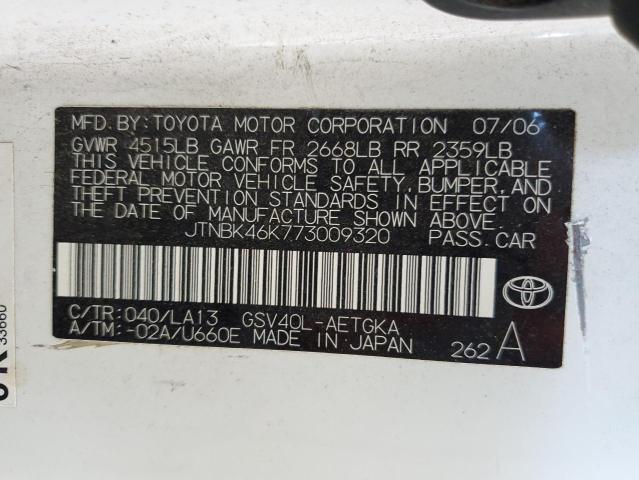 MFD.BY:TOYOTA MOTOR CORPORATION 07/06
GVWR 4515LB GAWR FR 2668LB RR 2359LB
THIS VEHICLE CONFORMS TO ALL APPLICABLE
FEDERAL MOTOR VEHICLE SAFETY, BUMPER, AND
THEFT PREVENTION STANDARDS IN EFFECT ON
THE DATE OF MANUFACTURE SHOWN ABOVE.
JTNBK46K773009320 PASS.CAR
C/TR:040/LA13 GSV40L-AETGKA
A/TM:-02A/U660E MADE IN JAPAN
262 A
33660